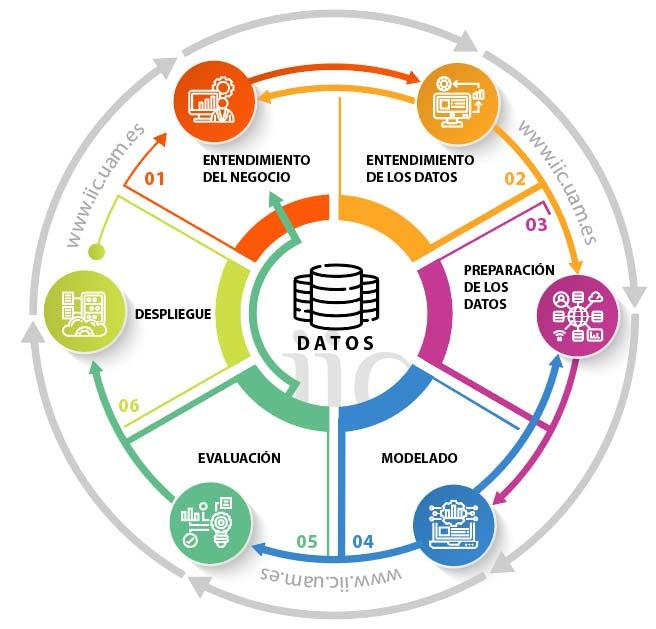 01
ENTENDIMIENTO
DEL NEGOCIO
ENTENDIMIENTO
DE LOS DATOS
02
03
PREPARACIÓN
DE LOS
DATOS
MODELADO
04
EVALUACIÓN
05
DESPLIEGUE
06
DATOS
iic
www.iic.uam.es
www.iic.uam.es
www.iic.uam.es